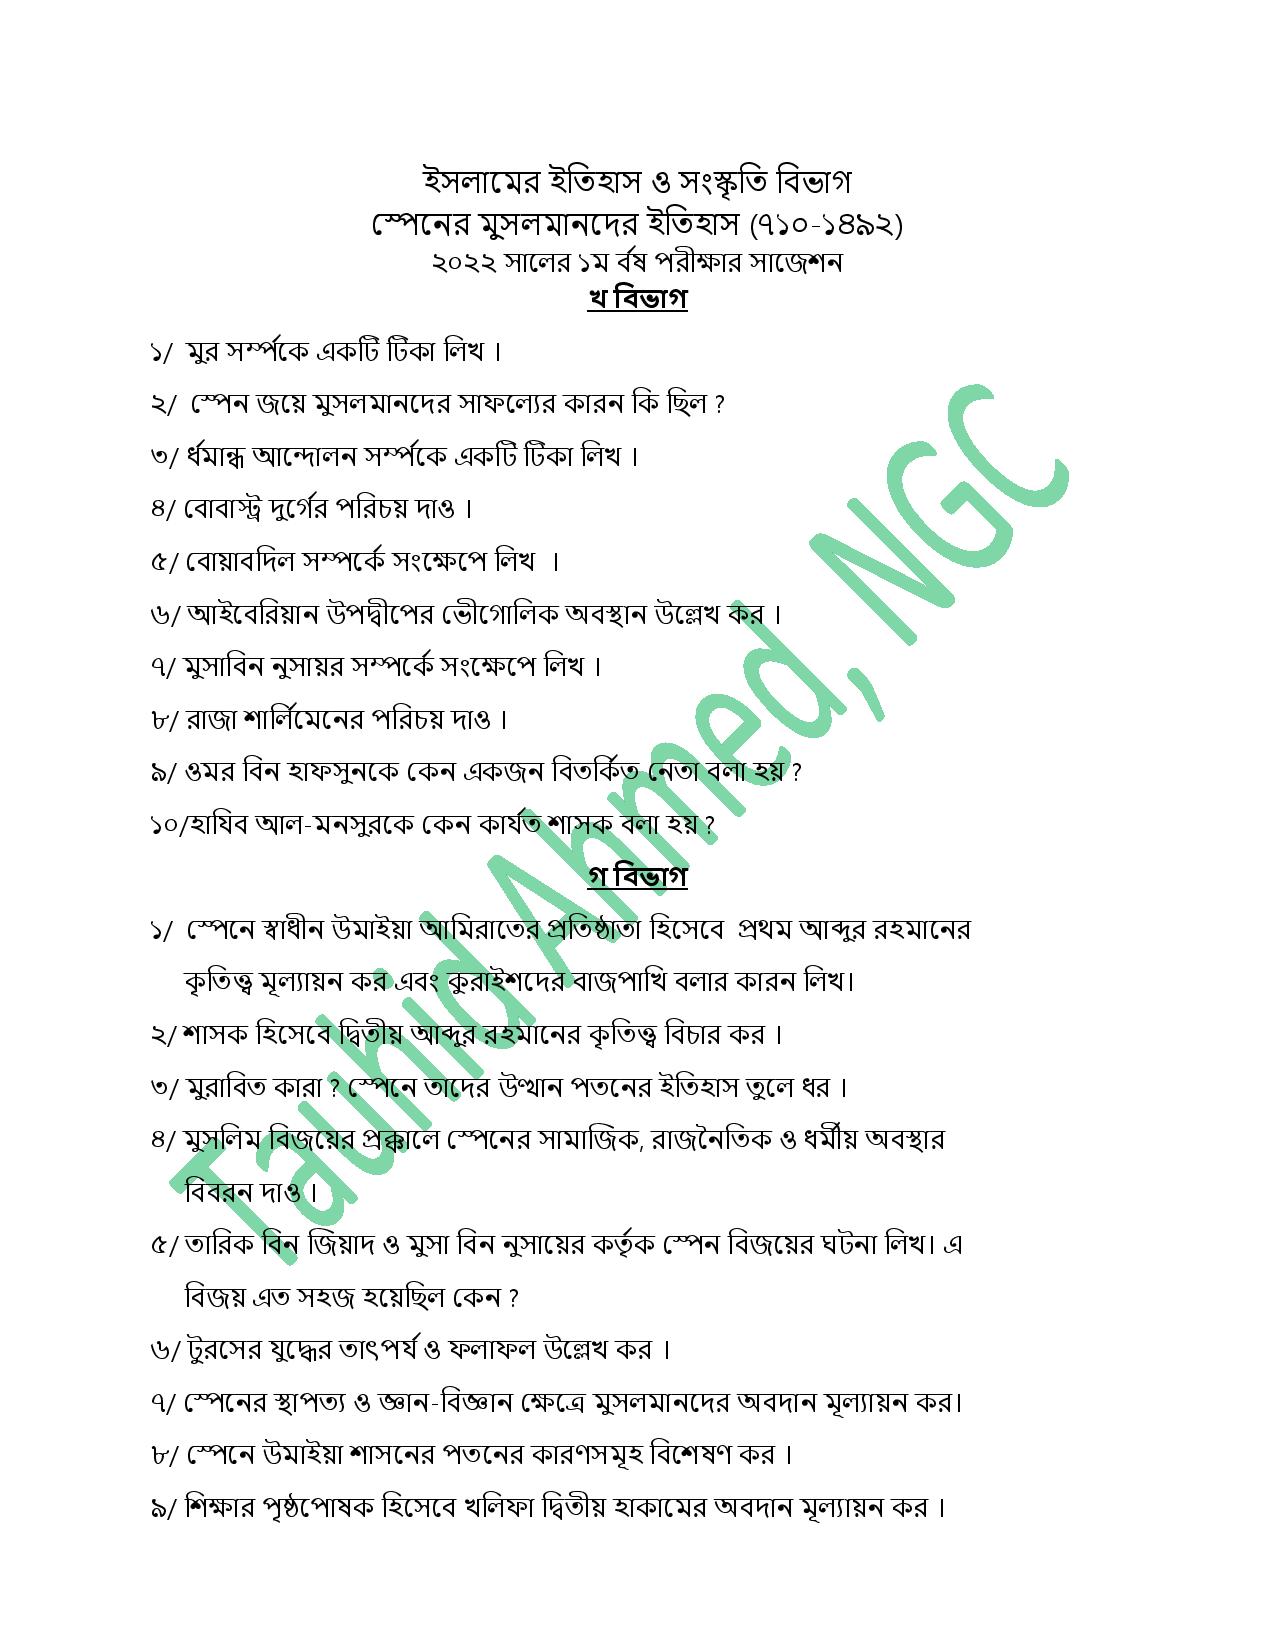 ইসলামের ইতিহাস ও সংস্কৃতি বিভাগ
স্পেনের মুসলমানদের ইতিহাস (৭১০-১৪৯২)
২০২২ সালের ১ম র্বষ পরীক্ষার সাজেশন
খ বিভাগ
১/ মুর সর্ম্পকে একটি টিকা লিখ ।
২/ স্পেন জয়ে মুসলমানদের সাফল্যের কারন কি ছিল ?
৩/ র্ধমান্ধ আন্দোলন সর্ম্পকে একটি টিকা লিখ ।
৪/ বোবাস্ট্র দুর্গের পরিচয় দাও ।
৫/ বোয়াবদিল সম্পর্কে সংক্ষেপে লিখ ।
৬/ আইবেরিয়ান উপদ্বীপের ভৌগোলিক অবস্থান উল্লেখ কর ।
৭/ মুসাবিন নুসায়র সম্পর্কে সংক্ষেপে লিখ ।
৮/ রাজা শার্লিমেনের পরিচয় দাও ।
৯/ ওমর বিন হাফসুনকে কেন একজন বিতর্কিত নেতা বলা হয় ?
১০/হাযিব আল-মনসুরকে কেন কার্যত শাসক বলা হয় ?
গ বিভাগ
১/ স্পেনে স্বাধীন উমাইয়া আমিরাতের প্রতিষ্ঠাতা হিসেবে প্রথম আব্দুর রহমানের
কৃতিত্ত্ব মূল্যায়ন কর এবং কুরাইশদের বাজপাখি বলার কারন লিখ।
২/ শাসক হিসেবে দ্বিতীয় আব্দুর রহমানের কৃতিত্ত্ব বিচার কর ।
৩/ মুরাবিত কারা ? স্পেনে তাদের উত্থান পতনের ইতিহাস তুলে ধর ।
৪/ মুসলিম বিজয়ের প্রক্কালে স্পেনের সামাজিক, রাজনৈতিক ও ধর্মীয় অবস্থার
বিবরন দাও ।
৫/ তারিক বিন জিয়াদ ও মুসা বিন নুসায়ের কর্তৃক স্পেন বিজয়ের ঘটনা লিখ। এ
বিজয় এত সহজ হয়েছিল কেন ?
৬/ টুরসের যুদ্ধের তাৎপর্য ও ফলাফল উল্লেখ কর ।
৭/ স্পেনের স্থাপত্য ও জ্ঞান-বিজ্ঞান ক্ষেত্রে মুসলমানদের অবদান মূল্যায়ন কর।
৮/ স্পেনে উমাইয়া শাসনের পতনের কারণসমূহ বিশেষণ কর ।
৯/ শিক্ষার পৃষ্ঠপোষক হিসেবে খলিফা দ্বিতীয় হাকামের অবদান মূল্যায়ন কর ।
Tauhid Ahmed, NGC